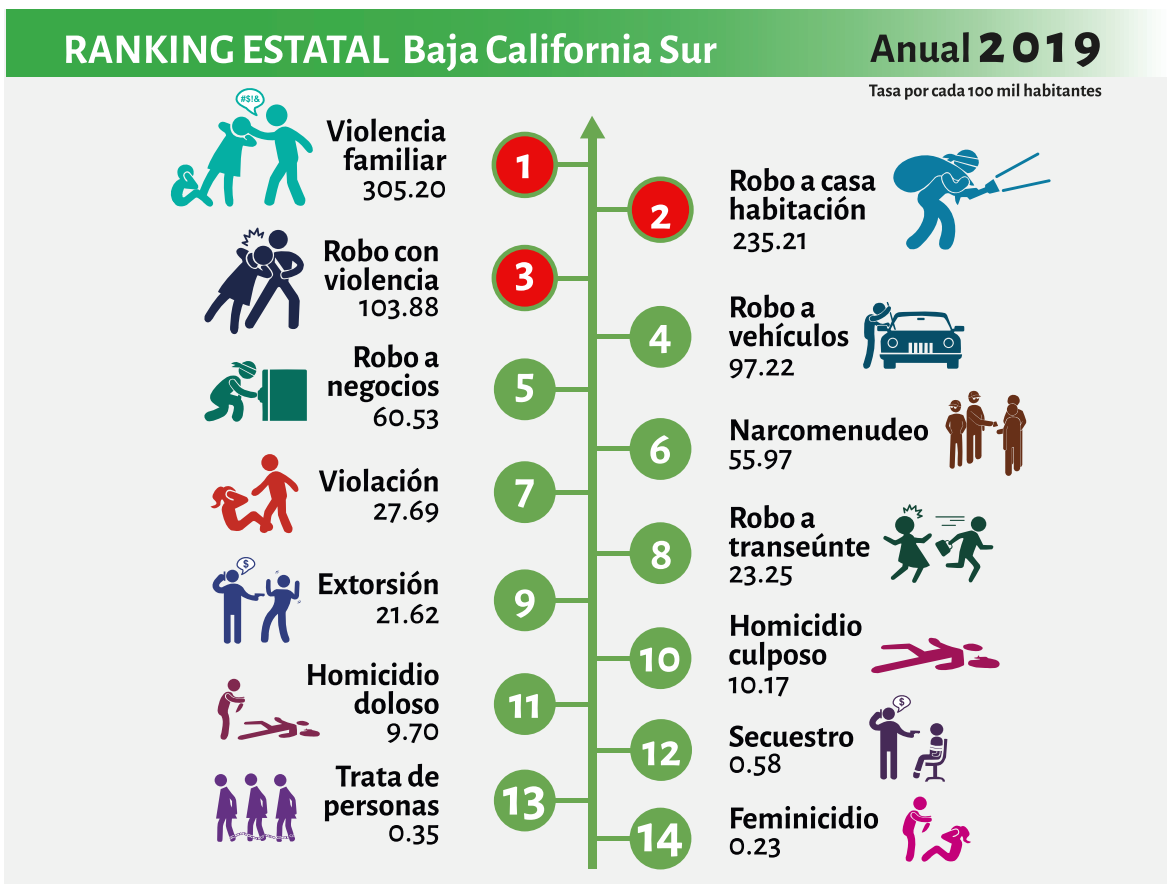 RANKING ESTATAL Baja California Sur
Anual 2019
Tasa por cada 100 mil habitantes
#$!&
Violencia
familiar
305.20
1
2
Robo a casa
habitación
235.21
Robo con
violencia
103.88
3
4
Robo a
vehículos
97.22
Robo a
negocios
60.53
5
6
Narcomenudeo
55.97
Violación
27.69
7
8
Robo a
transeúnte
23.25
$
Extorsión
21.62
9
10
Homicidio
culposo
10.17
Homicidio
doloso
9.70
11
12
Secuestro
0.58
$
Trata de
personas
0.35
13
14
Feminicidio
0.23